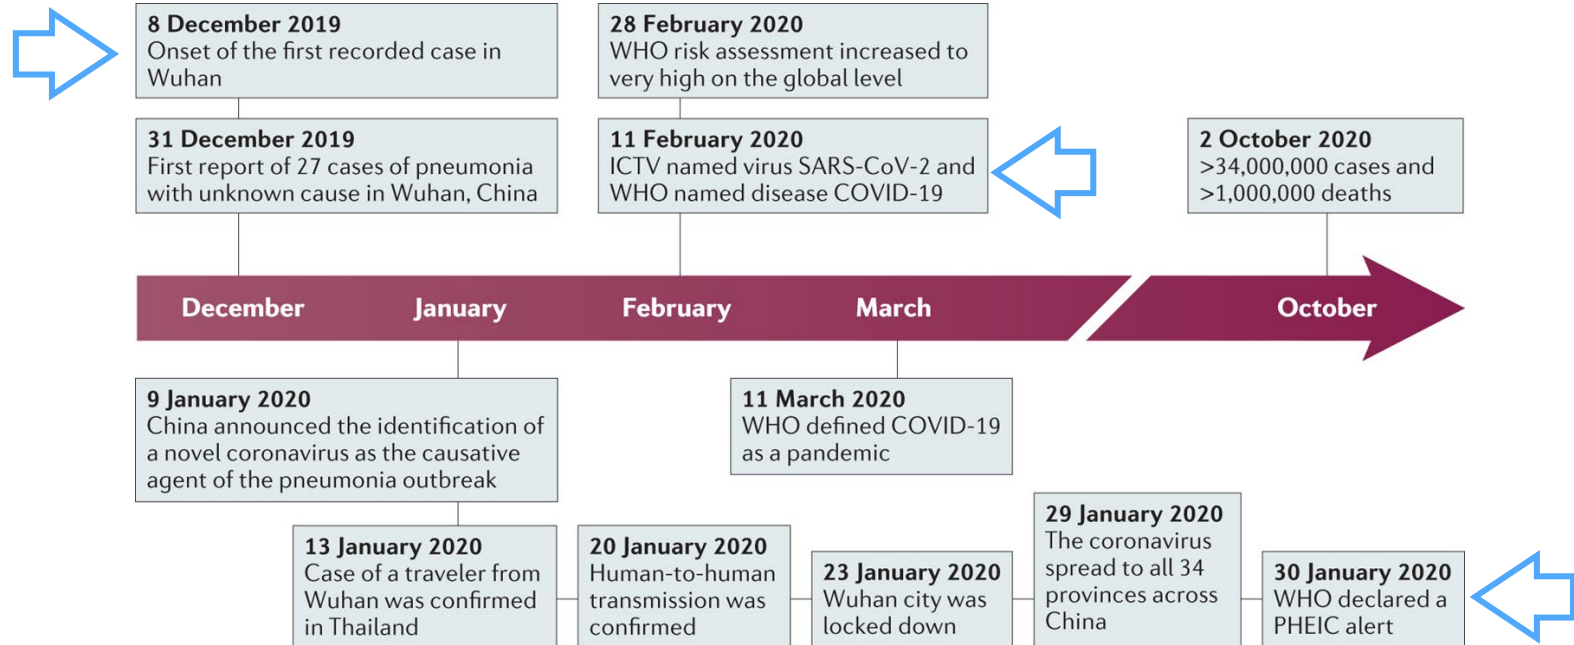 8 December 2019
Onset of the first recorded case in
Wuhan
31 December 2019
First report of 27 cases of pneumonia
with unknown cause in Wuhan, China
28 February 2020
WHO risk assessment increased to
very high on the global level
11 February 2020
ICTV named virus SARS-CoV-2 and
WHO named disease COVID-19
2 October 2020
>34,000,000 cases and
>1,000,000 deaths
December
January
February
March
October
9 January 2020
China announced the identification of
a novel coronavirus as the causative
agent of the pneumonia outbreak
11 March 2020
WHO defined COVID-19
as a pandemic
13 January 2020
Case of a traveler from
Wuhan was confirmed
in Thailand
20 January 2020
Human-to-human
transmission was
confirmed
23 January 2020
Wuhan city was
locked down
29 January 2020
The coronavirus
spread to all 34
provinces across
China
30 January 2020
WHO declared a
PHEIC alert